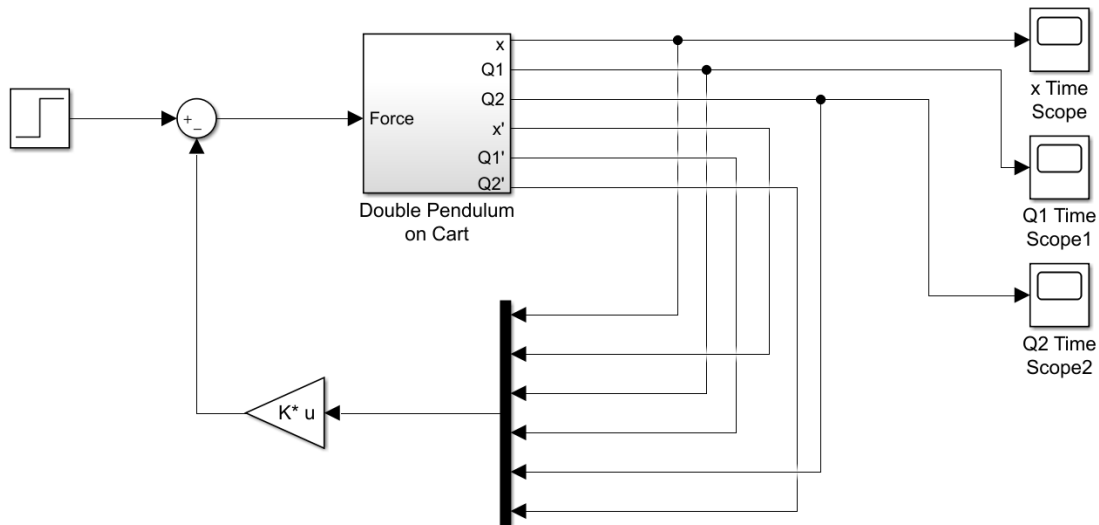 x
Q1
Q2
x'
Q1'
Q2'
Force
Double Pendulum
on Cart
+
−
K* u
x Time
Scope
Q1 Time
Scope1
Q2 Time
Scope2